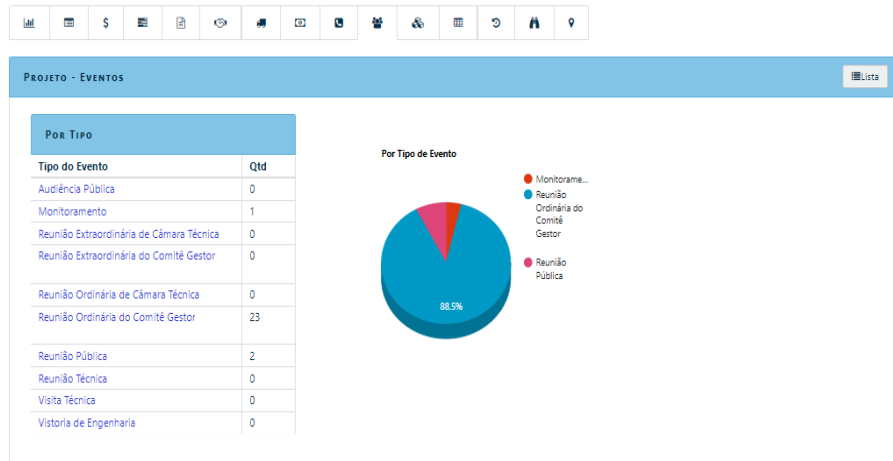 Projeto - Eventos
Lista
Por Tipo
Tipo do Evento Qtd
Audiência Pública 0
Monitoramento 1
Reunião Extraordinária de Câmara Técnica 0
Reunião Extraordinária do Comitê Gestor 0
Reunião Ordinária de Câmara Técnica 0
Reunião Ordinária do Comitê Gestor 23
Reunião Pública 2
Reunião Técnica 0
Visita Técnica 0
Vistoria de Engenharia 0
Por Tipo de Evento
Monitorame...
Reunião
Ordinária do
Comitê
Gestor
Reunião
Pública
88.5%